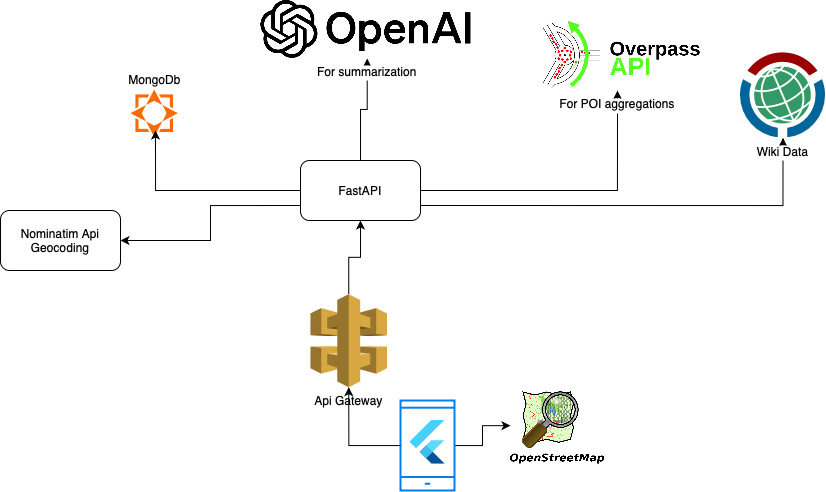 OpenAI
For summarization
Overpass
API
For POI aggregations
MongoDb
Wiki Data
FastAPI
Nominatim Api
Geocoding
Api Gateway
OpenStreetMap